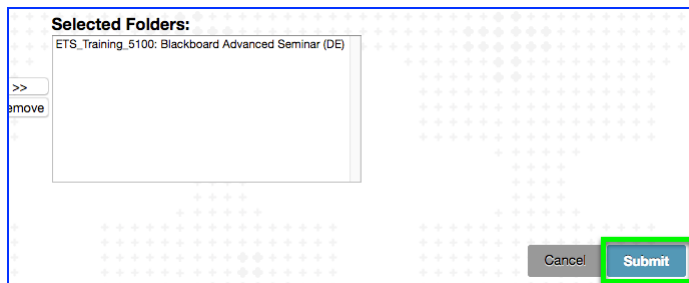 Selected Folders:
ETS_Training_5100: Blackboard Advanced Seminar (DE)
>>
emove
Cancel
Submit